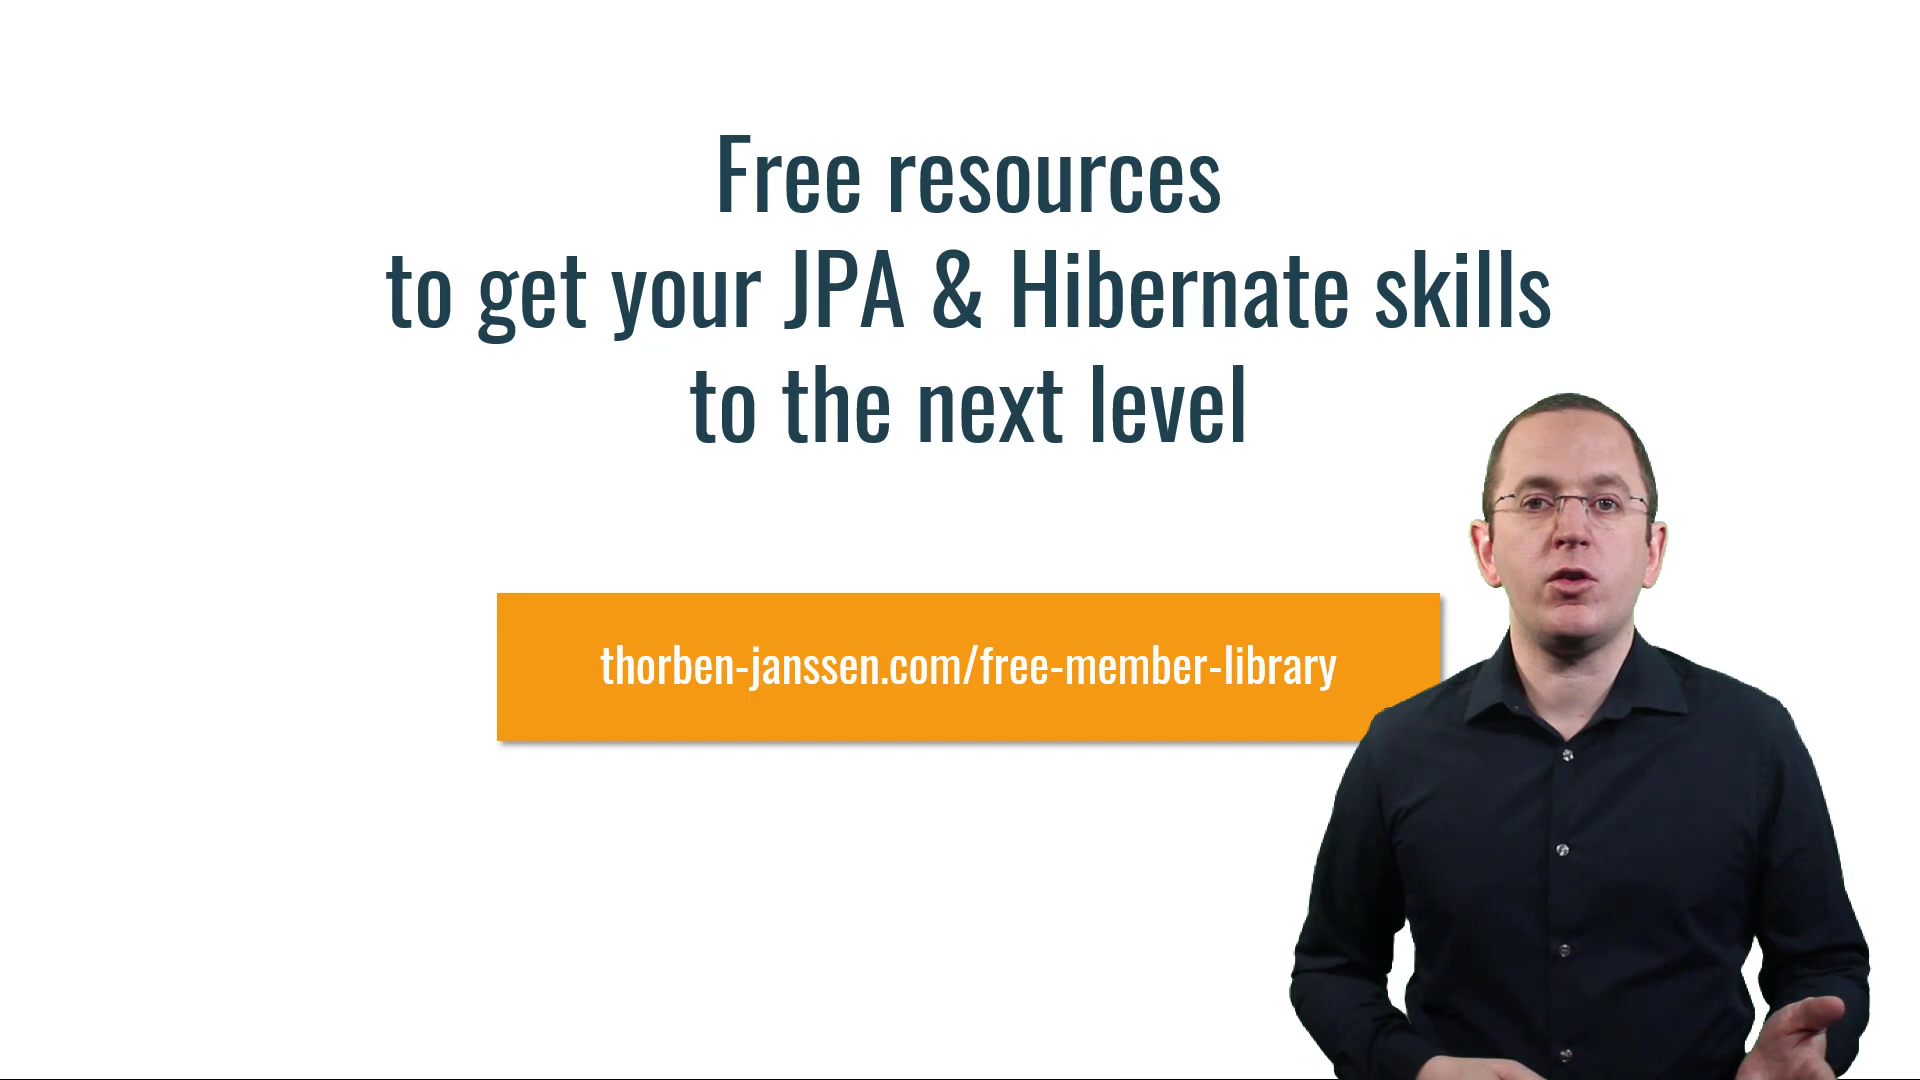 Free resources
to get your JPA & Hibernate skills
to the next level
thorben-janssen.com/free-member-library